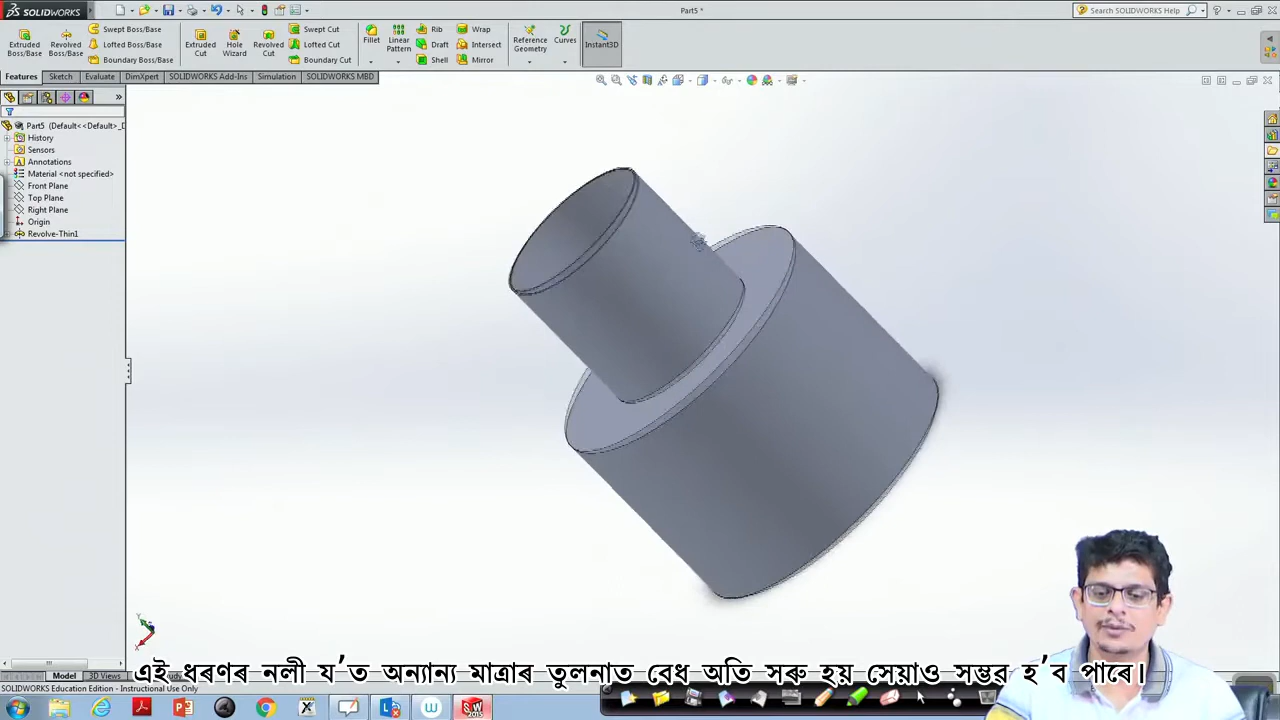 SOLIDWORKS
Part5 *
Search SOLIDWORKS Help
Extruded Boss/Base
Revolved Boss/Base
Swept Boss/Base
Lofted Boss/Base
Boundary Boss/Base
Extruded Cut
Hole Wizard
Revolved Cut
Swept Cut
Lofted Cut
Boundary Cut
Fillet
Linear Pattern
Rib
Draft
Shell
Wrap
Intersect
Mirror
Reference Geometry
Curves
Instant3D
Features Sketch Evaluate DimXpert SOLIDWORKS Add-Ins Simulation SOLIDWORKS MBD
Part5 (Default<<Default>_D
History
Sensors
Annotations
Material <not specified>
Front Plane
Top Plane
Right Plane
Origin
Revolve-Thin1
এই ধৰণৰ নলী য'ত অন্যান্য মাত্ৰাৰ তুলনাত বেধ অতি সৰু হয় সেয়াও সম্ভৱ হ'ব পাৰে।
Model 3D Views
SOLIDWORKS Education Edition - Instructional Use Only